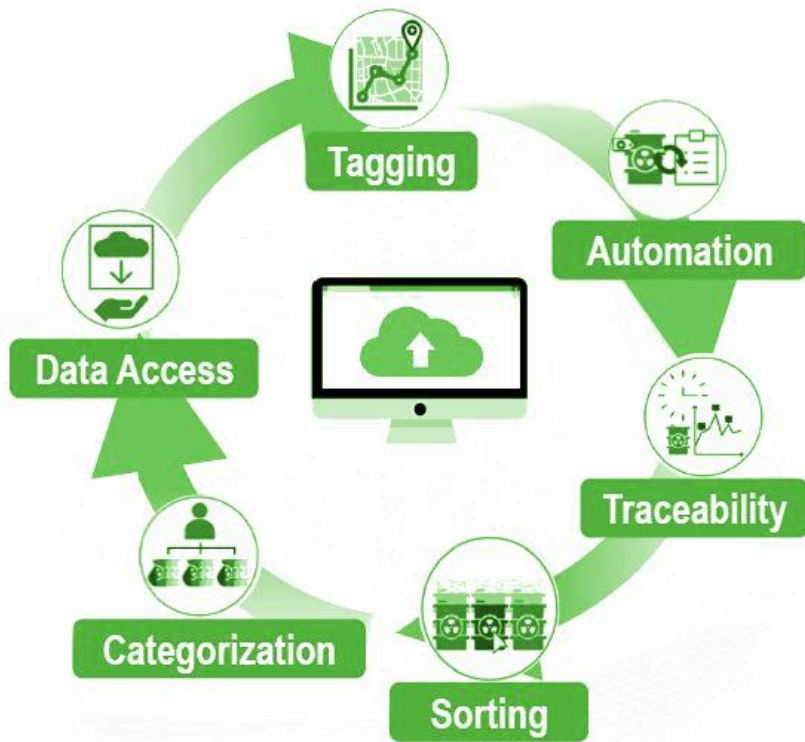 Tagging
Automation
Traceability
Sorting
Categorization
Data Access